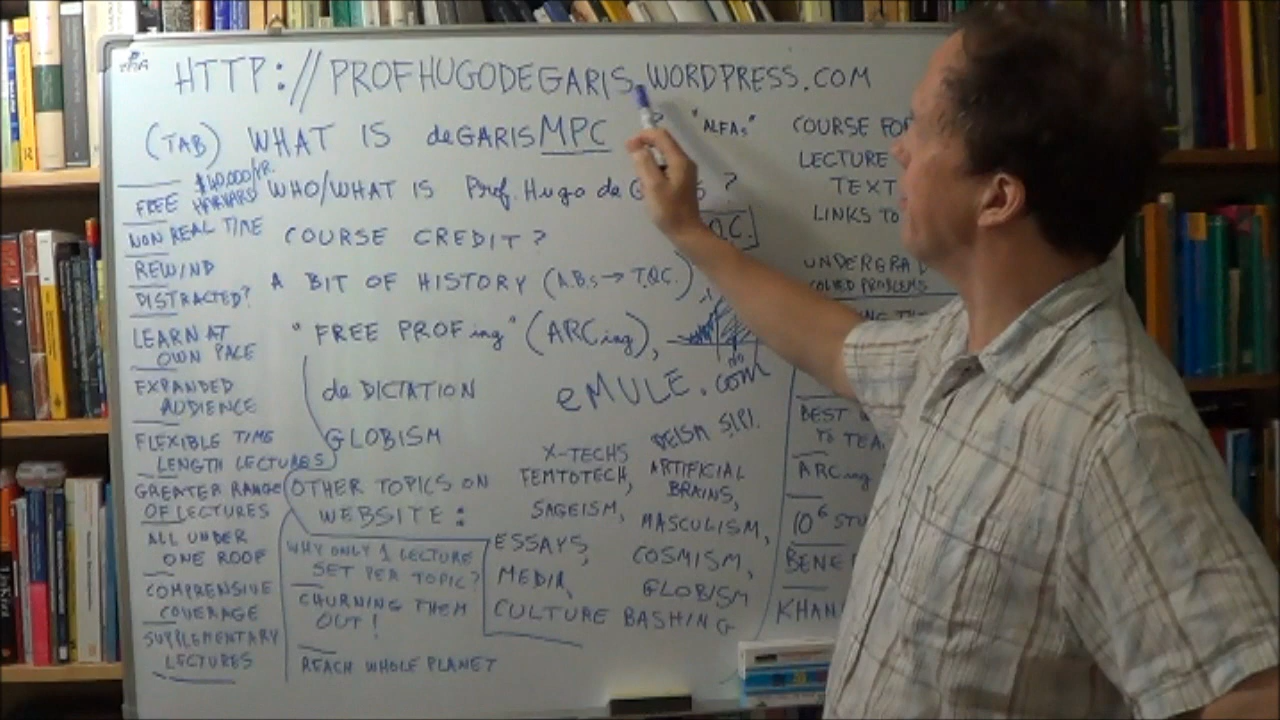 HTTP://PROFHUGODEGARIS.WORDPRESS.COM
(TAB) WHAT IS deGARISMPC ? "ALFAs"
WHO/WHAT IS Prof. Hugo de G S ?
COURSE CREDIT?
A BIT OF HISTORY (A.B.s → T.Q.C.)
"FREE PROFing" (ARCing),
de DICTATION
GLOBISM
eMULE.com
OTHER TOPICS ON
WEBSITE:
X-TECHS
FEMTOTECH,
SAGEISM,
ESSAYS,
MEDIA,
CULTURE BASHING
DEISM
ARTIFICIAL
BRAINS,
MASCULISM,
COSMISM,
GLOBISM
$40,000/YR.
HARVARD
FREE
NON REAL TIME
REWIND
DISTRACTED?
LEARN AT
OWN PACE
EXPANDED
AUDIENCE
FLEXIBLE TIME
LENGTH LECTURES
GREATER RANGE
OF LECTURES
ALL UNDER
ONE ROOF
COMPRENSIVE
COVERAGE
SUPPLEMENTARY
LECTURES
WHY ONLY 1 LECTURE
SET PER TOPIC?
CHURNING THEM
OUT!
REACH WHOLE PLANET
COURSE FO
LECTURE
TEXT
LINKS TO
UNDERGRAD
SOLVED PROBLEMS
BEST
TO TEA
ARCing
10⁶ STU
BENE
KHAN